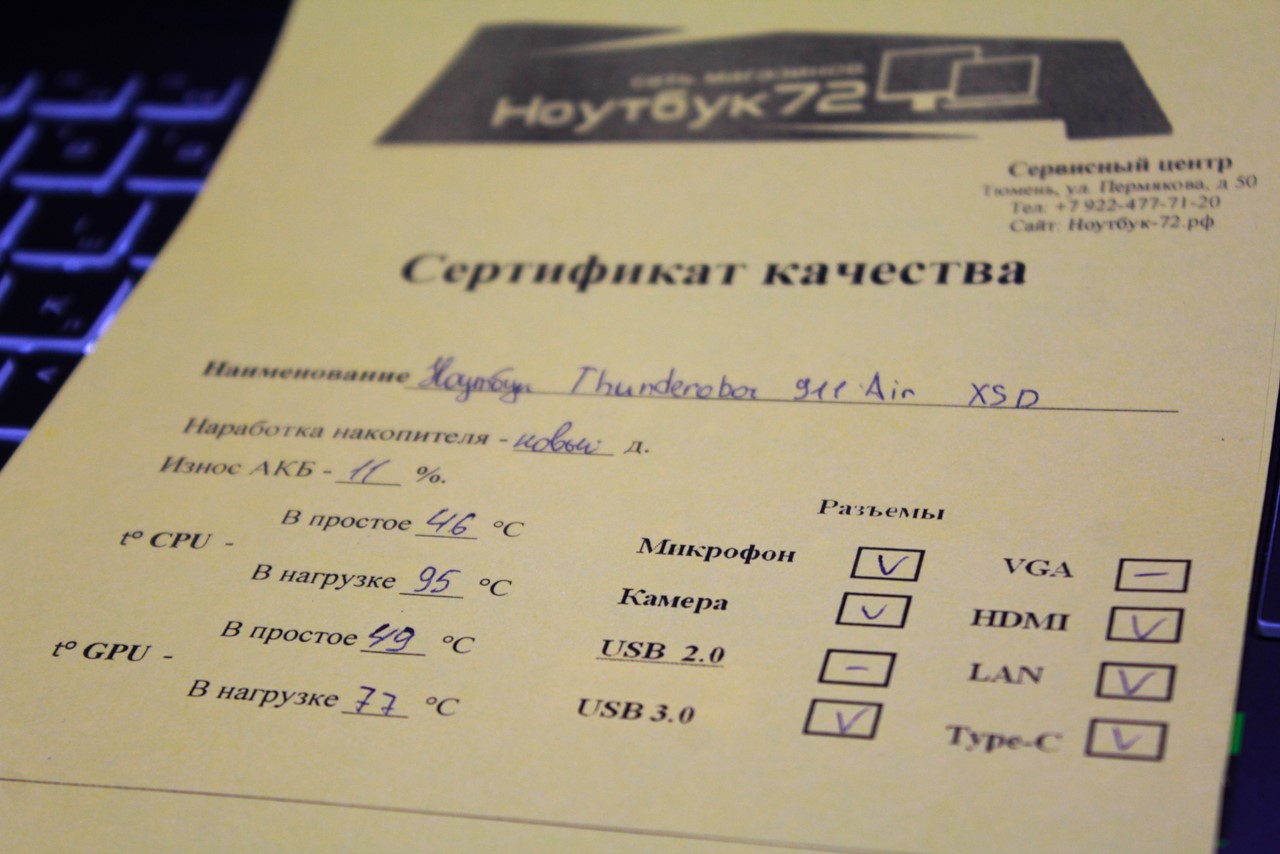 сеть магазинов
Ноутбук72
Сервисный центр
Тюмень, ул. Пермякова, д 50
Тел: +7 922-477-71-20
Сайт: Ноутбук-72.рф
Сертификат качества
Наименование Ноутбук Thunderobot 911 Air XS D
Наработка накопителя - новый д.
Износ АКБ - 11 %.
Разъемы
t° CPU -
В простое 46 °C
В нагрузке 95 °C
t° GPU -
В простое 49 °C
В нагрузке 77 °C
Микрофон V
Камера V
USB 2.0 –
USB 3.0 V
VGA –
HDMI V
LAN V
Type-C V